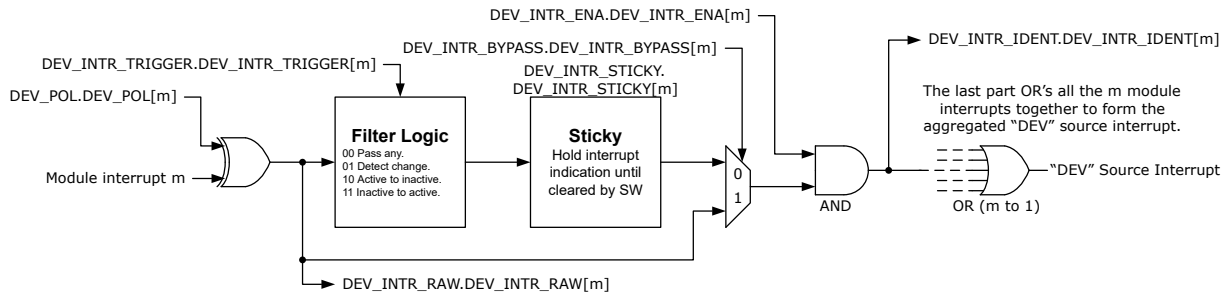 DEV_INTR_ENA.DEV_INTR_ENA[m]
DEV_INTR_IDENT.DEV_INTR_IDENT[m]
DEV_INTR_BYPASS.DEV_INTR_BYPASS[m]
DEV_INTR_TRIGGER.DEV_INTR_TRIGGER[m]
DEV_INTR_STICKY.
DEV_INTR_STICKY[m]
DEV_POL.DEV_POL[m]
The last part OR's all the m module
interrupts together to form the
aggregated “DEV” source interrupt.
Filter Logic
00 Pass any.
01 Detect change.
10 Active to inactive.
11 Inactive to active.
Sticky
Hold interrupt
indication until
cleared by SW
Module interrupt m
0
1
AND
“DEV” Source Interrupt
OR (m to 1)
DEV_INTR_RAW.DEV_INTR_RAW[m]